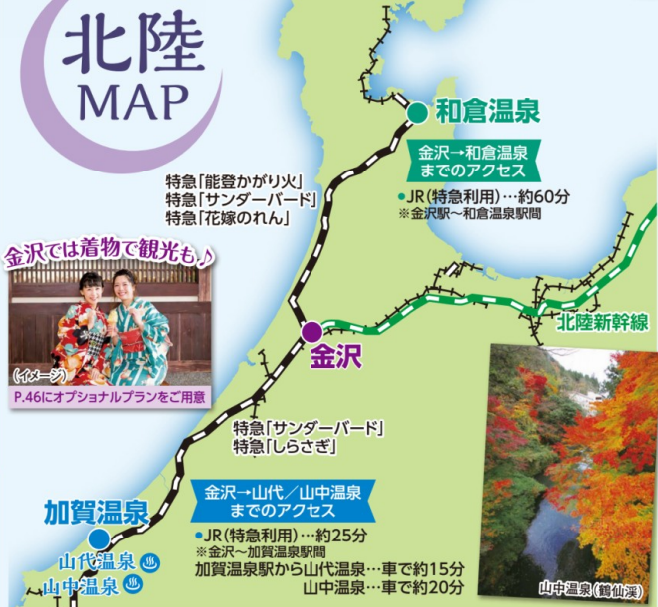 北陸
MAP
和倉温泉
金沢→和倉温泉
までのアクセス
●JR(特急利用)…約60分
※金沢駅~和倉温泉駅間
特急「能登かがり火」
特急「サンダーバード」
特急「花嫁のれん」
金沢では着物で観光も♪
(イメージ)
P.46にオプショナルプランをご用意
金沢
北陸新幹線
特急「サンダーバード」
特急「しらさぎ」
加賀温泉
山代温泉♨
山中温泉♨
金沢→山代/山中温泉
までのアクセス
●JR(特急利用)…約25分
※金沢~加賀温泉駅間
加賀温泉駅から山代温泉…車で約15分
山中温泉…車で約20分
山中温泉(鶴仙渓)